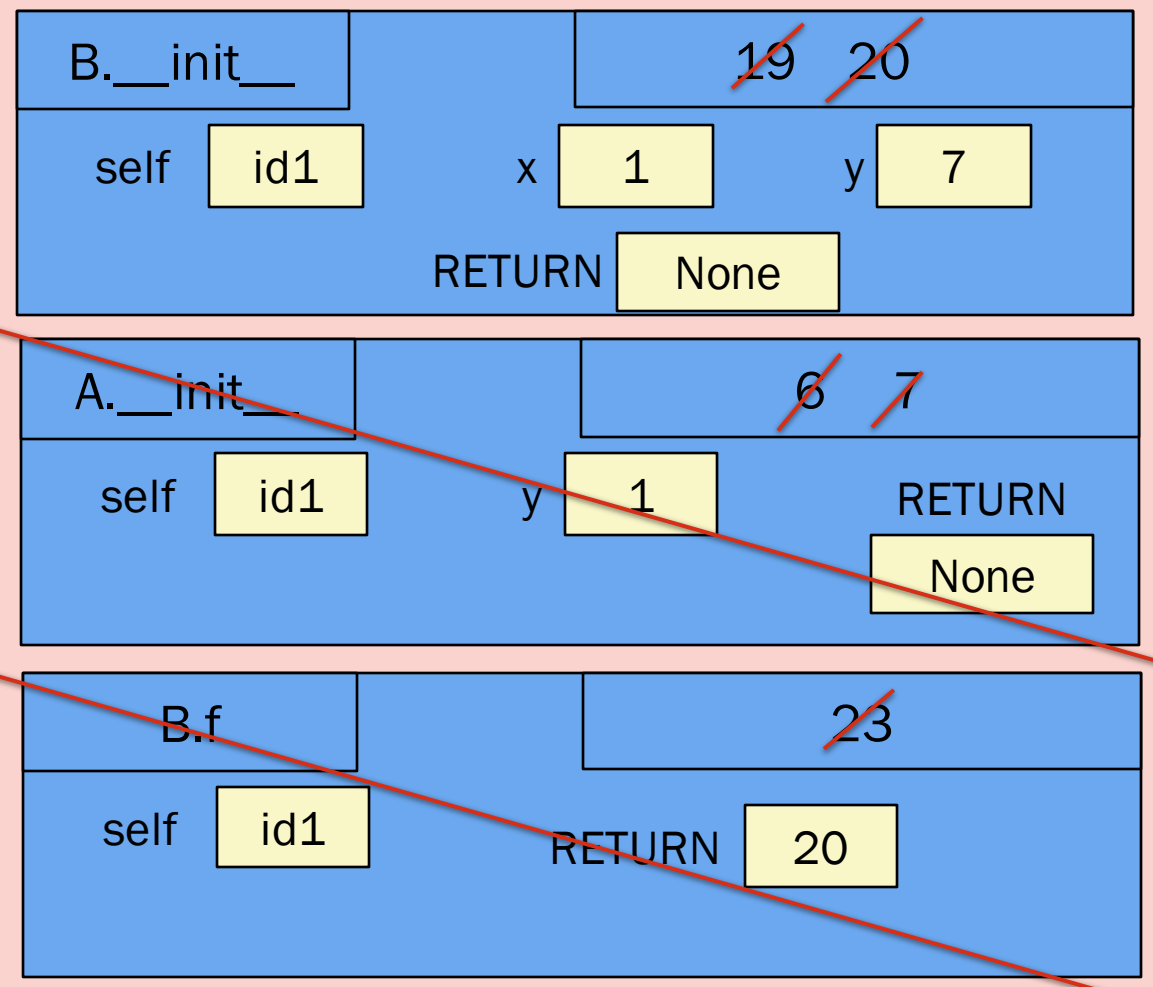 B.__init__ 19 20
self id1 x 1 y 7
RETURN None
A.__init__ 6 7
self id1 y 1 RETURN
None
B.f 23
self id1 RETURN 20